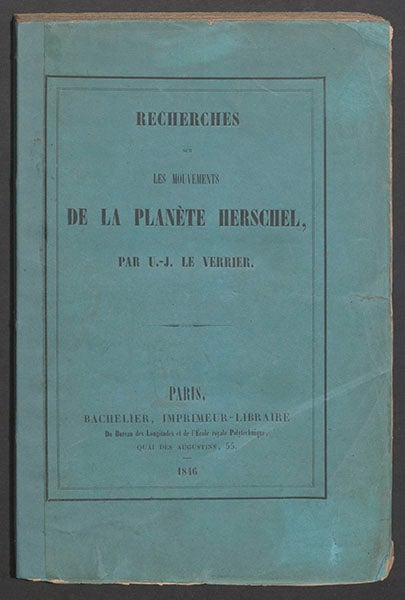 RECHERCHES
SUR
LES MOUVEMENTS
DE LA PLANÈTE HERSCHEL,
PAR U.-J. LE VERRIER.
PARIS,
BACHELIER, IMPRIMEUR-LIBRAIRE
Du Bureau des Longitudes et de l'École royale Polytechnique,
QUAI DES AUGUSTINS, 55.
1846